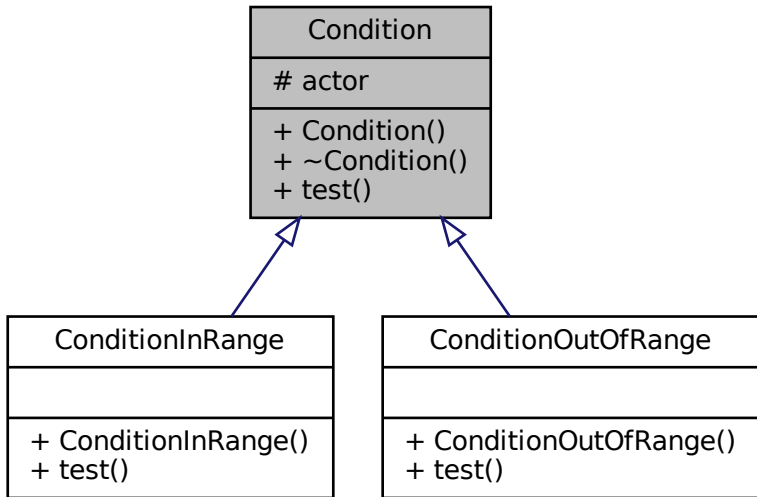 Condition
# actor
+ Condition()
+ ~Condition()
+ test()
ConditionInRange
+ ConditionInRange()
+ test()
ConditionOutOfRange
+ ConditionOutOfRange()
+ test()